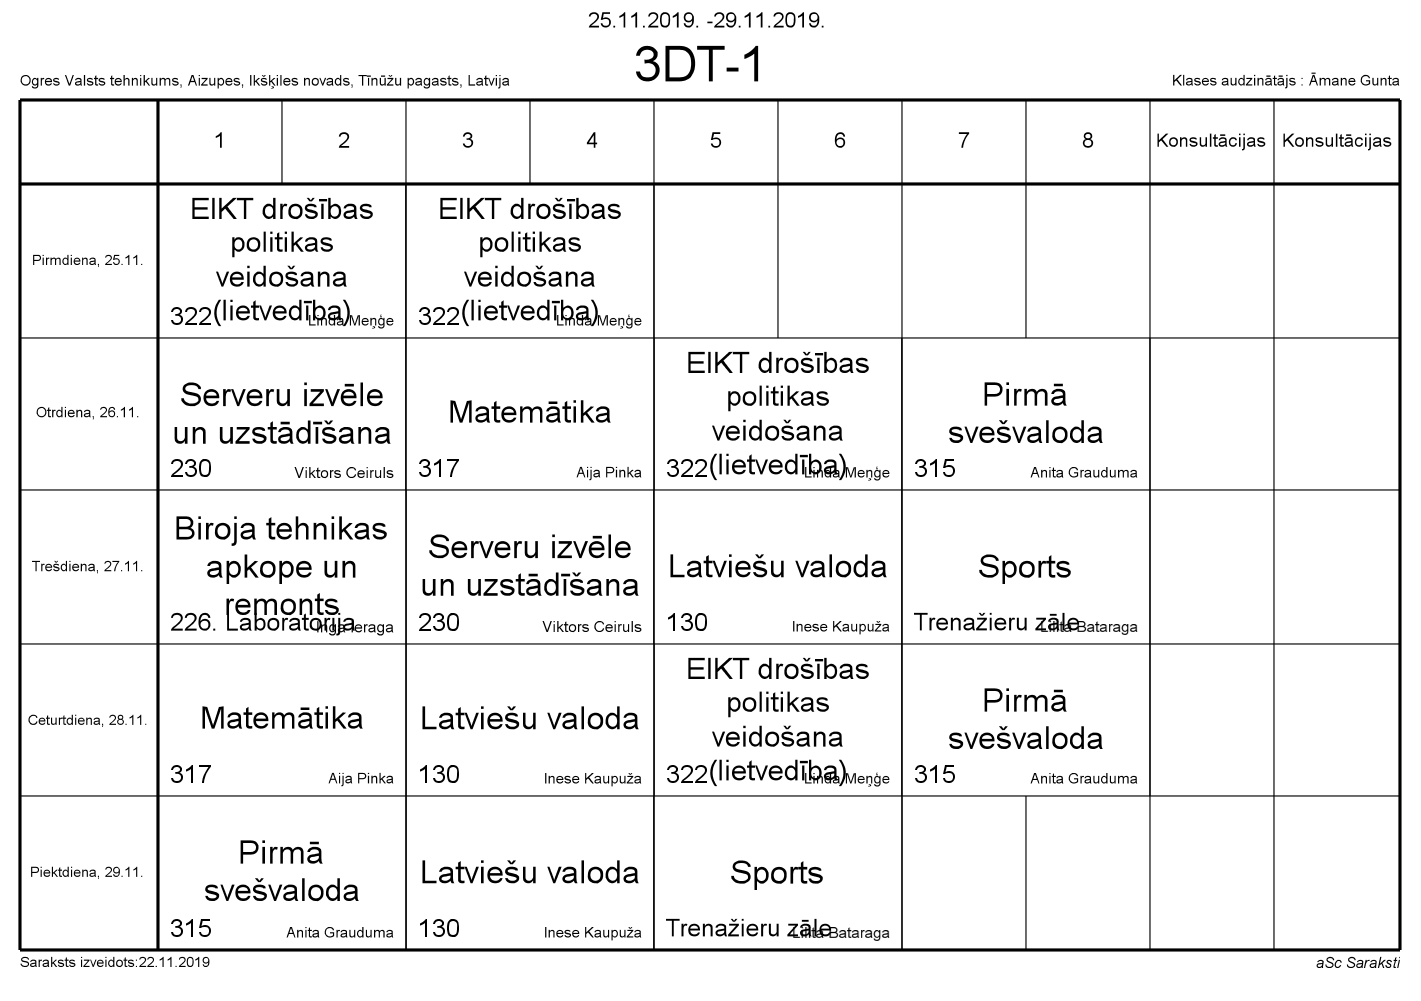 25.11.2019. -29.11.2019.
3DT-1
Ogres Valsts tehnikums, Aizupes, Ikšķiles novads, Tīnūžu pagasts, Latvija
Klases audzinātājs : Āmane Gunta
1 2 3 4 5 6 7 8 Konsultācijas Konsultācijas
Pirmdiena, 25.11.
EIKT drošības
politikas
veidošana
(lietvedība)
322 Linda Meņģe
EIKT drošības
politikas
veidošana
(lietvedība)
322 Linda Meņģe
Otrdiena, 26.11.
Serveru izvēle
un uzstādīšana
230 Viktors Ceiruls
Matemātika
317 Aija Pinka
EIKT drošības
politikas
veidošana
(lietvedība)
322 Linda Meņģe
Pirmā
svešvaloda
315 Anita Grauduma
Trešdiena, 27.11.
Biroja tehnikas
apkope un
remonts
226. Laboratorija Inga Ieraga
Serveru izvēle
un uzstādīšana
230 Viktors Ceiruls
Latviešu valoda
130 Inese Kaupuža
Sports
Trenažieru zāle Bataraga
Ceturtdiena, 28.11.
Matemātika
317 Aija Pinka
Latviešu valoda
130 Inese Kaupuža
EIKT drošības
politikas
veidošana
(lietvedība)
322 Linda Meņģe
Pirmā
svešvaloda
315 Anita Grauduma
Piektdiena, 29.11.
Pirmā
svešvaloda
315 Anita Grauduma
Latviešu valoda
130 Inese Kaupuža
Sports
Trenažieru zāle Bataraga
Saraksts izveidots:22.11.2019
aSc Saraksti